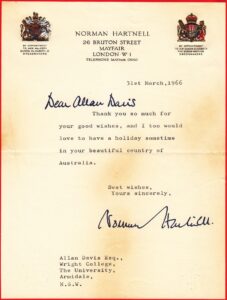 NORMAN HARTNELL
26 BRUTON STREET
MAYFAIR
LONDON W 1
31st March, 1966
Dear Allan Davis
Thank you so much for
your good wishes, and I too would
love to have a holiday sometime
in your beautiful country of
Australia.
Best wishes,
Yours sincerely,
Norman Hartnell.
Allan Davis Esq.,
Wright College,
The University,
Armidale,
N.S.W.